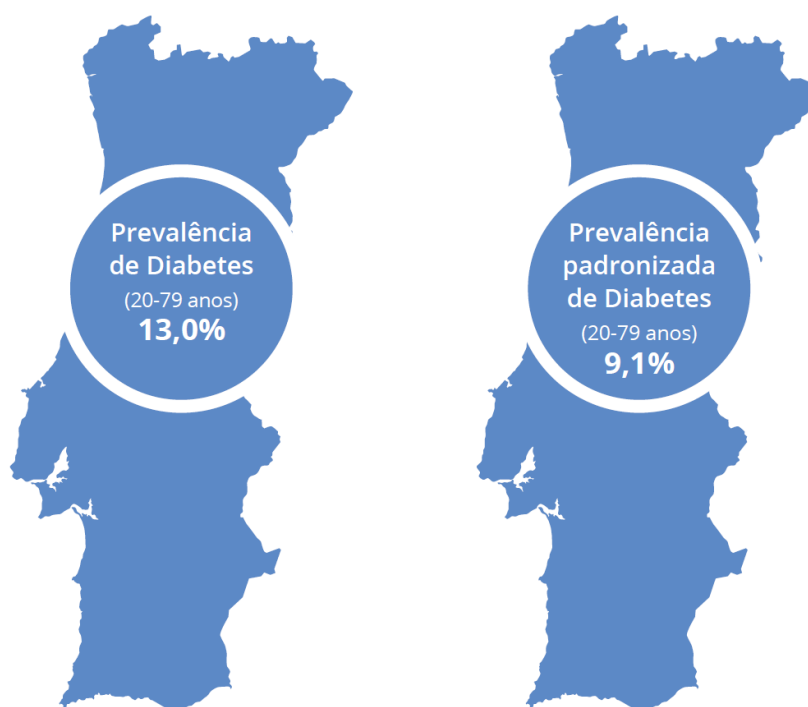 Prevalência
de Diabetes
(20-79 anos)
13,0%
Prevalência
padronizada
de Diabetes
(20-79 anos)
9,1%